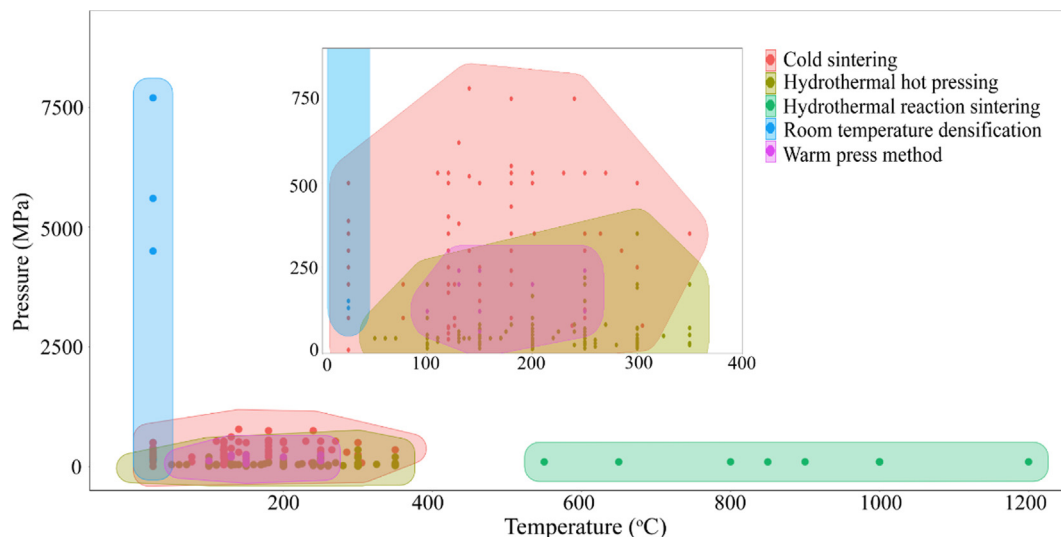 Pressure (MPa)
7500
5000
2500
0
750
500
250
0
0
100
200
300
400
Cold sintering
Hydrothermal hot pressing
Hydrothermal reaction sintering
Room temperature densification
Warm press method
200
400
600
800
1000
1200
Temperature (°C)